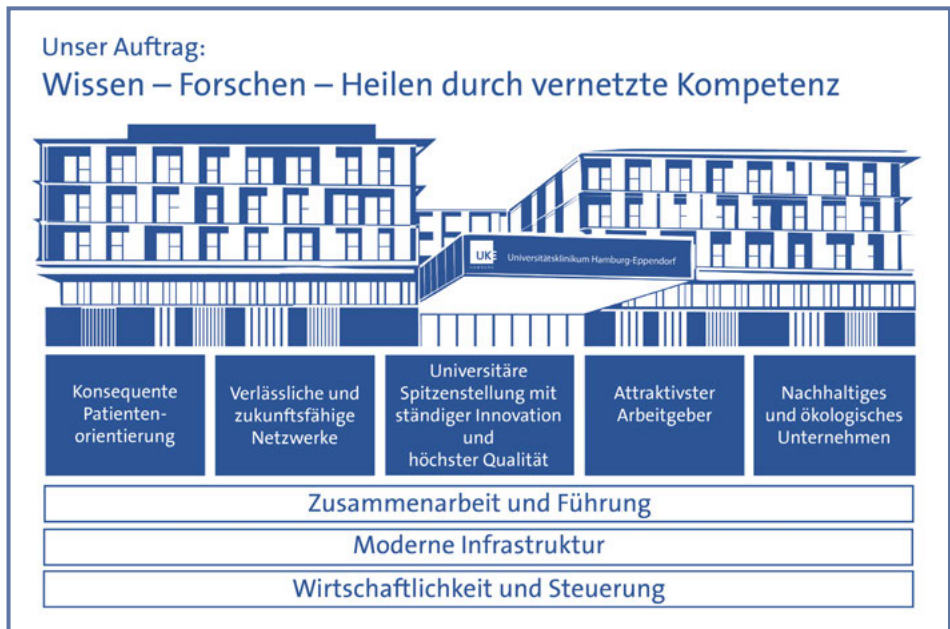 Unser Auftrag:
Wissen – Forschen – Heilen durch vernetzte Kompetenz
UKE
HAMBURG
Universitätsklinikum Hamburg-Eppendorf
Konsequente
Patienten-
orientierung
Verlässliche und
zukunftsfähige
Netzwerke
Universitäre
Spitzenstellung mit
ständiger Innovation
und
höchster Qualität
Attraktivster
Arbeitgeber
Nachhaltiges
und ökologisches
Unternehmen
Zusammenarbeit und Führung
Moderne Infrastruktur
Wirtschaftlichkeit und Steuerung